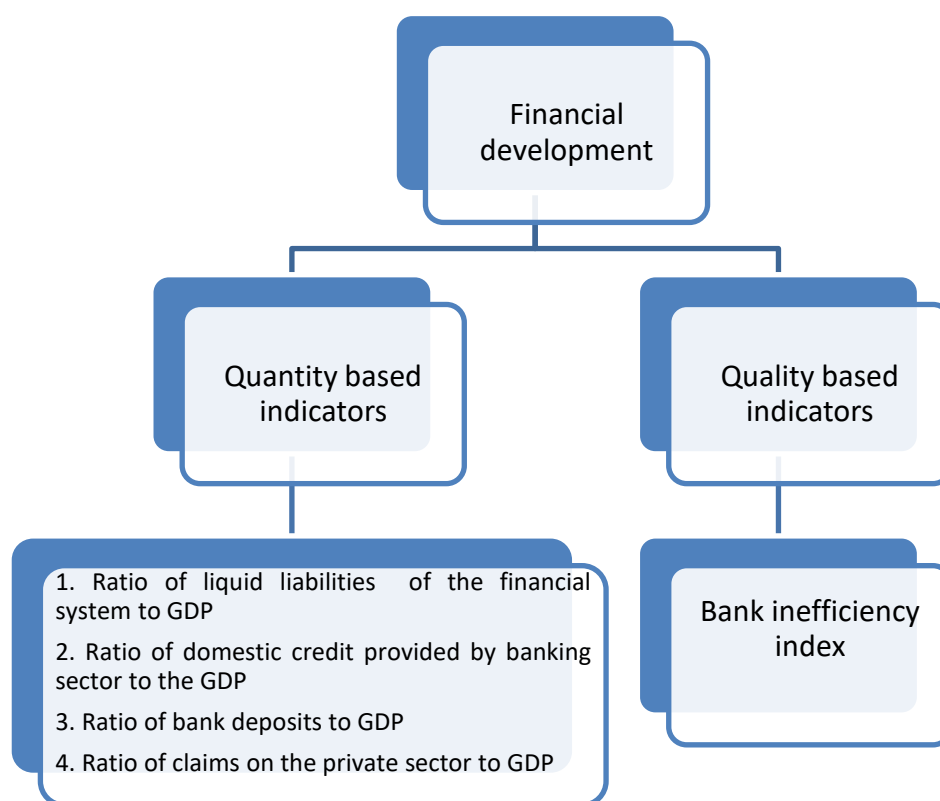 Financial
development
Quantity based
indicators
Quality based
indicators
1. Ratio of liquid liabilities of the financial
system to GDP
2. Ratio of domestic credit provided by banking
sector to the GDP
3. Ratio of bank deposits to GDP
4. Ratio of claims on the private sector to GDP
Bank inefficiency
index